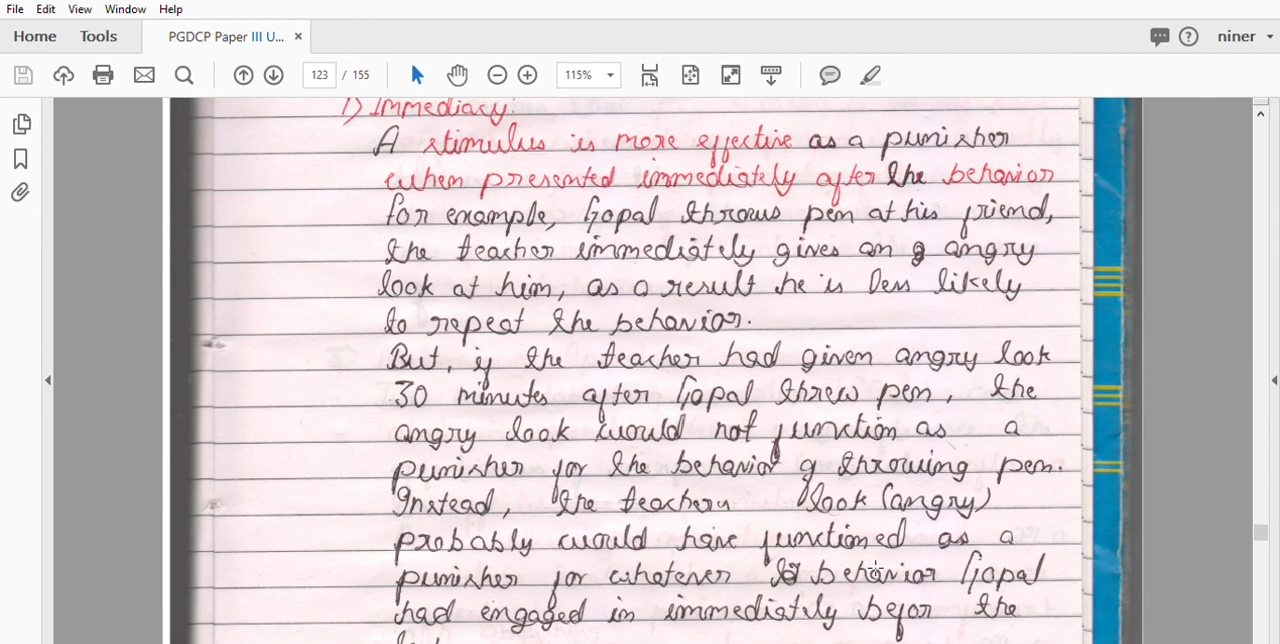 File Edit View Window Help
Home Tools PGDCP Paper III U... × niner
123 / 155 115%
1) Immediacy:
A stimulus is more effective as a punisher
when presented immediately after the behavior
for example, Gopal throws pen at his friend,
the teacher immediately gives an angry
look at him, as a result he is less likely
to repeat the behavior.
But, if the teacher had given angry look
30 minutes after Gopal threw pen, the
angry look would not function as a
punisher for the behavior of throwing pen.
Instead, the teachers look (angry)
probably would have functioned as a
punisher for whatever behavior Gopal
had engaged in immediately befor the